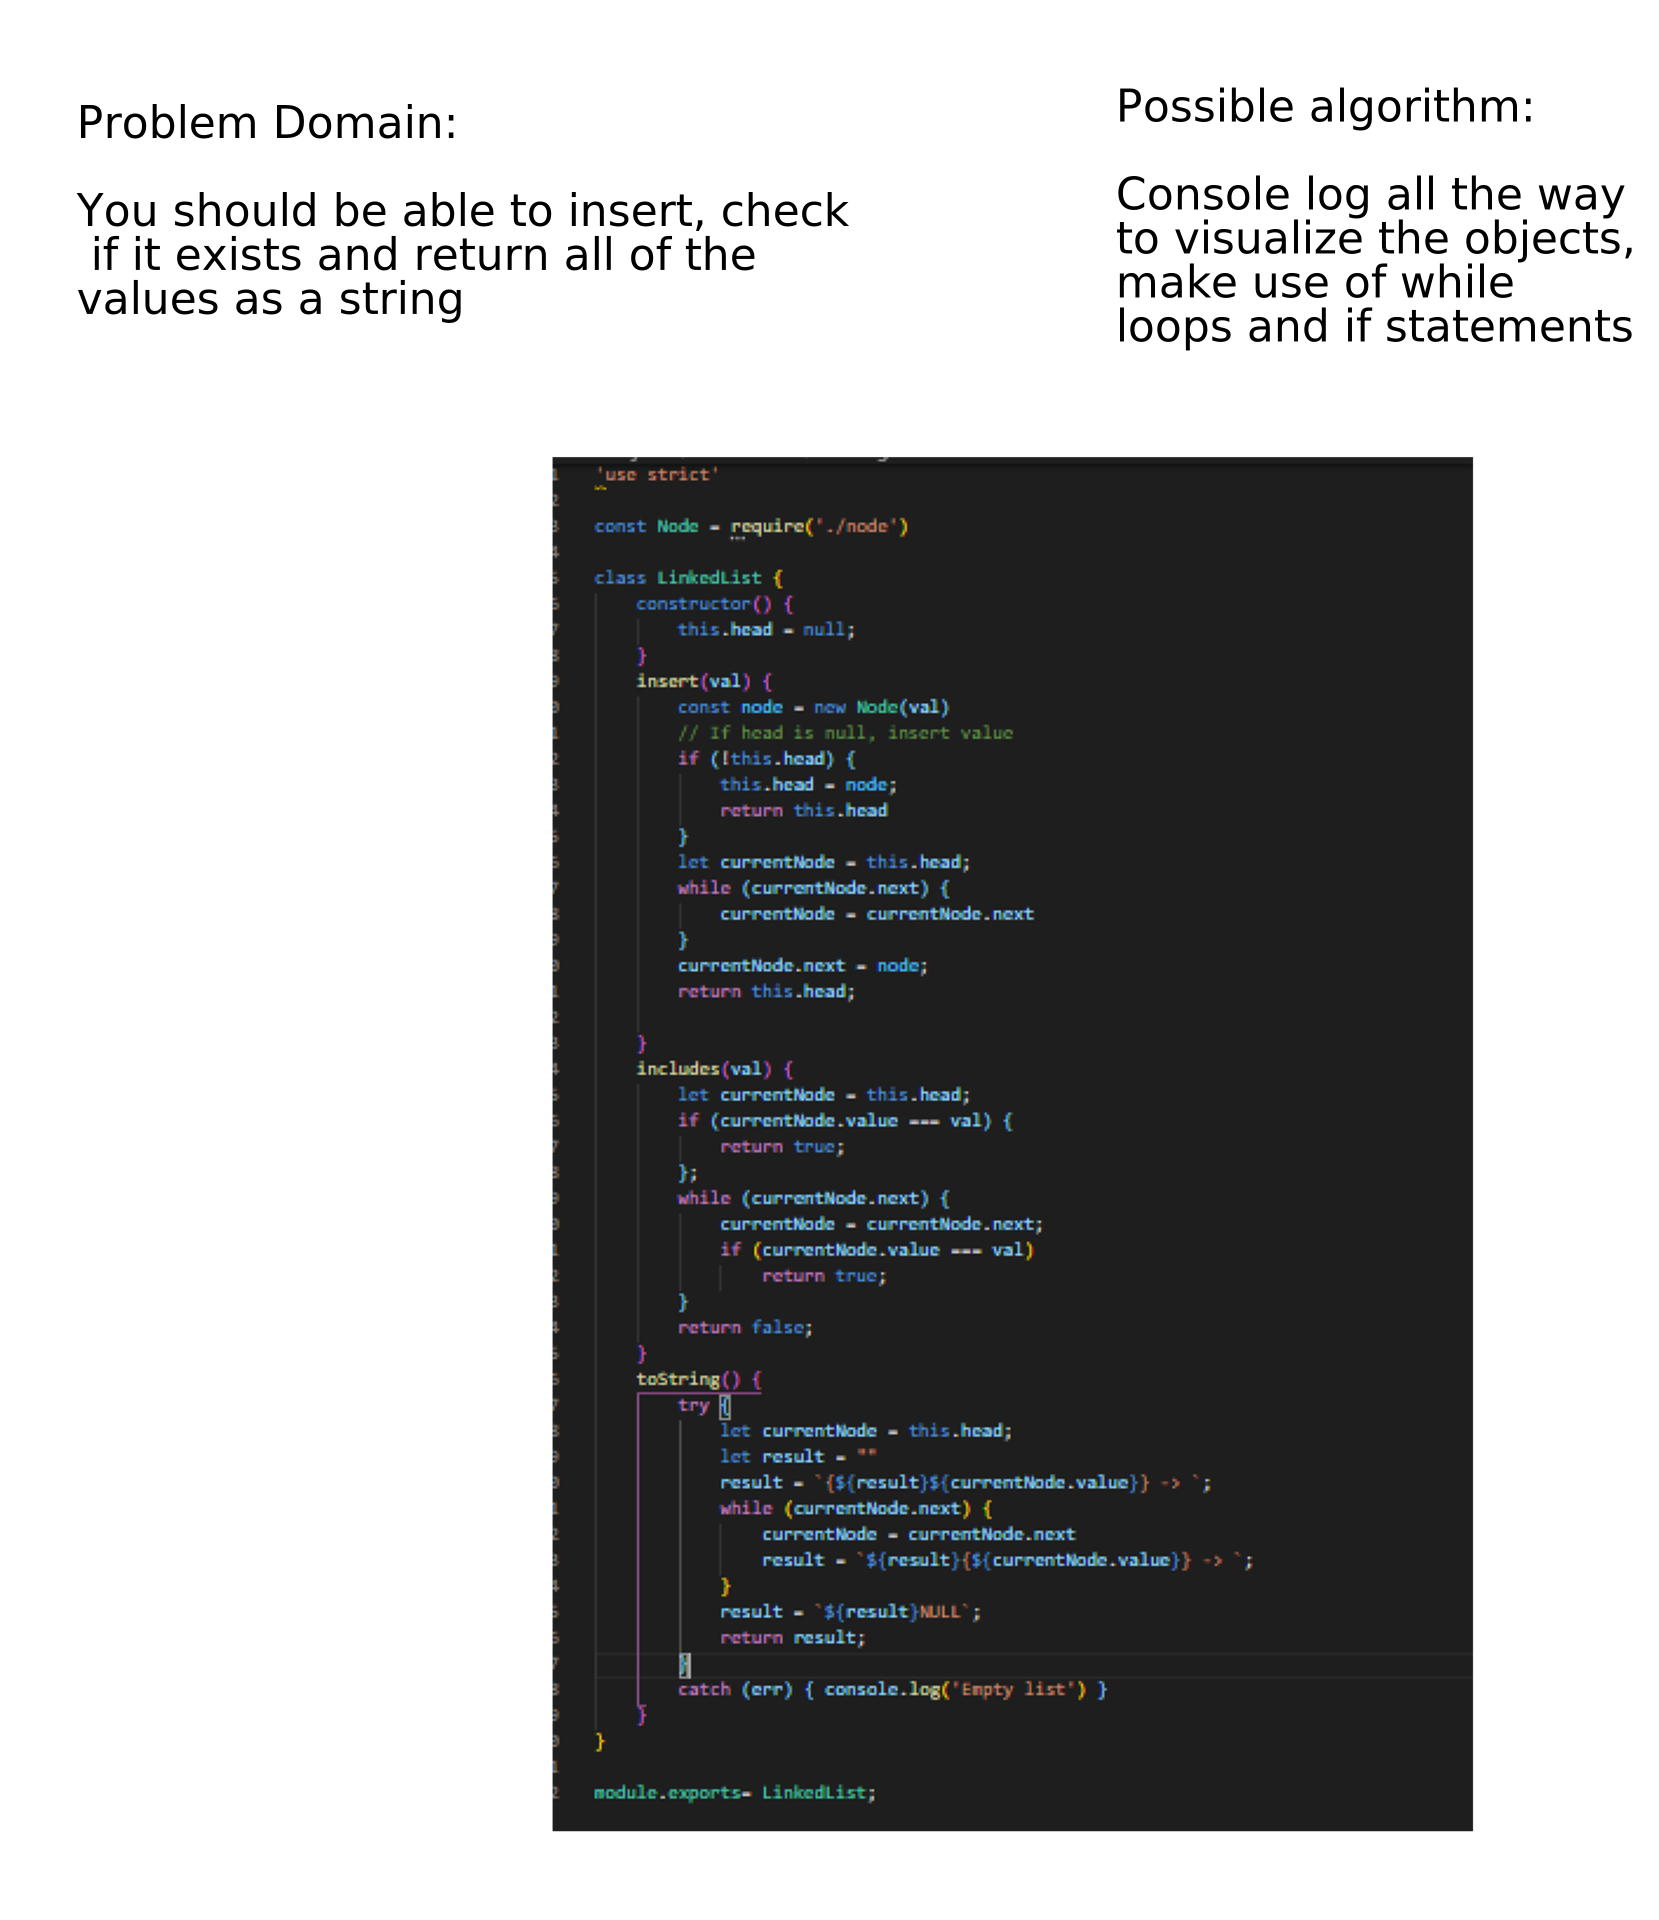 Problem Domain:
You should be able to insert, check
if it exists and return all of the
values as a string
Possible algorithm:
Console log all the way
to visualize the objects,
make use of while
loops and if statements
'use strict'
const Node = require('./node')
class LinkedList {
constructor() {
this.head = null;
}
insert(val) {
const node = new Node(val)
// If head is null, insert value
if (!this.head) {
this.head = node;
return this.head
}
let currentNode = this.head;
while (currentNode.next) {
currentNode = currentNode.next
}
currentNode.next = node;
return this.head;
}
includes(val) {
let currentNode = this.head;
if (currentNode.value === val) {
return true;
};
while (currentNode.next) {
currentNode = currentNode.next;
if (currentNode.value === val)
return true;
}
return false;
}
toString() {
try {
let currentNode = this.head;
let result = ""
result = `{${result}${currentNode.value}} -> `;
while (currentNode.next) {
currentNode = currentNode.next
result = `${result}{${currentNode.value}} -> `;
}
result = `${result}NULL`;
return result;
}
catch (err) { console.log('Empty list') }
}
}
module.exports= LinkedList;